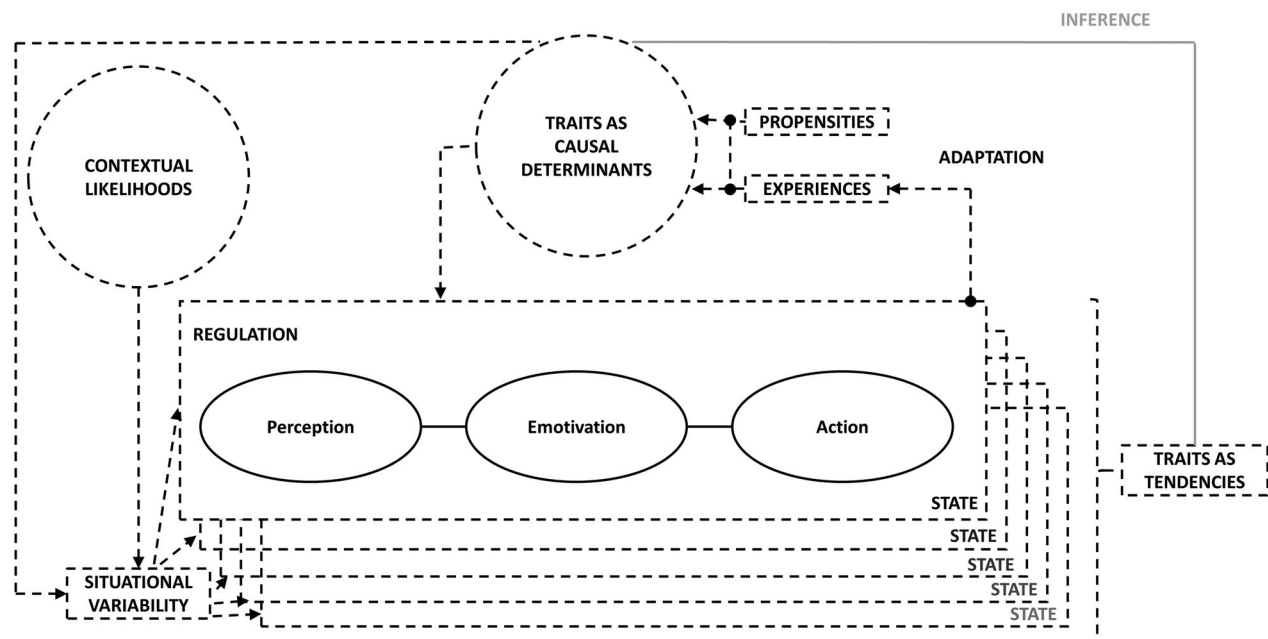 INFERENCE
CONTEXTUAL
LIKELIHOODS
TRAITS AS
CAUSAL
DETERMINANTS
PROPENSITIES
EXPERIENCES
ADAPTATION
REGULATION
Perception
Emotivation
Action
STATE
STATE
STATE
STATE
STATE
SITUATIONAL
VARIABILITY
TRAITS AS
TENDENCIES